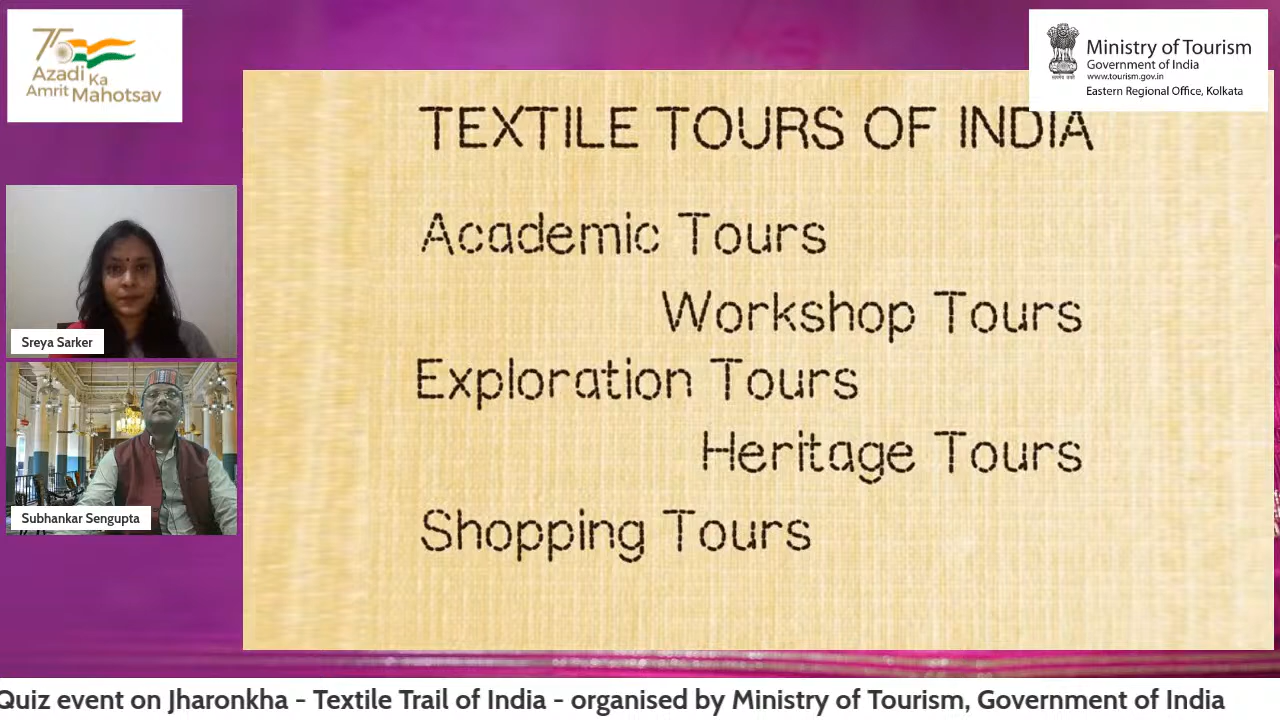 75
Azadi Ka
Amrit Mahotsav
Ministry of Tourism
Government of India
www.tourism.gov.in
Eastern Regional Office, Kolkata
TEXTILE TOURS OF INDIA
Academic Tours
Workshop Tours
Exploration Tours
Heritage Tours
Shopping Tours
Sreya Sarker
Subhankar Sengupta
Quiz event on Jharonkha - Textile Trail of India - organised by Ministry of Tourism, Government of India